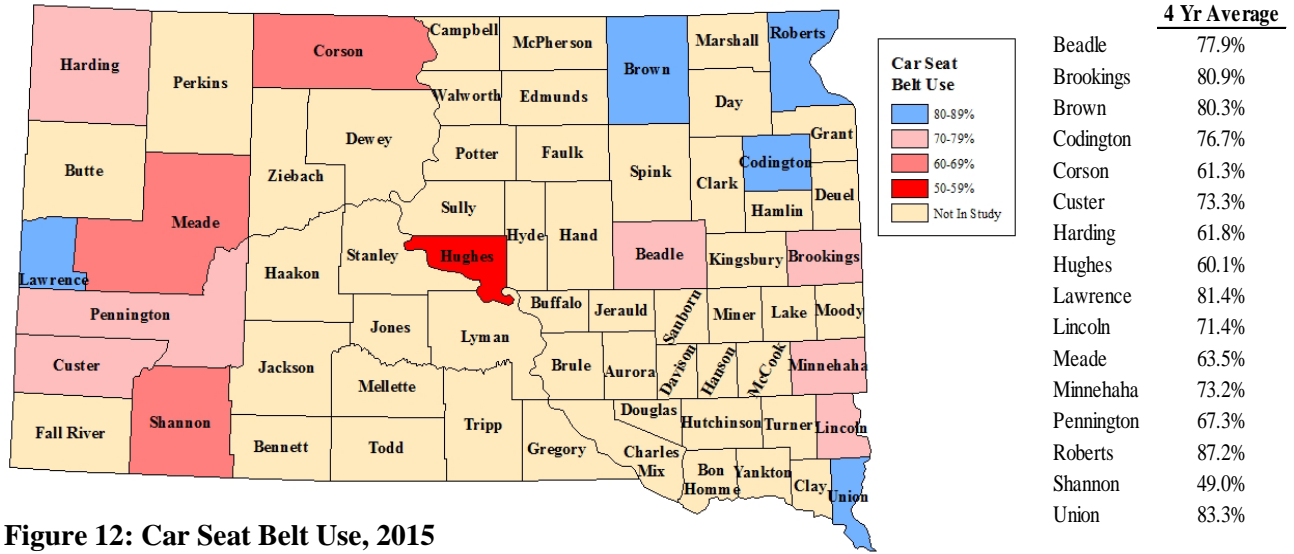 4 Yr Average
Beadle 77.9%
Brookings 80.9%
Brown 80.3%
Codington 76.7%
Corson 61.3%
Custer 73.3%
Harding 61.8%
Hughes 60.1%
Lawrence 81.4%
Lincoln 71.4%
Meade 63.5%
Minnehaha 73.2%
Pennington 67.3%
Roberts 87.2%
Shannon 49.0%
Union 83.3%
Car Seat
Belt Use
80-89%
70-79%
60-69%
50-59%
Not In Study
Harding
Perkins
Corson
Campbell
McPherson
Brown
Marshall
Roberts
Walworth
Edmunds
Day
Butte
Dewey
Ziebach
Potter
Faulk
Spink
Grant
Codington
Clark
Deuel
Hamlin
Meade
Sully
Lawrence
Haakon
Stanley
Hughes
Hyde
Hand
Beadle
Kingsbury
Brookings
Pennington
Jones
Lyman
Buffalo
Jerauld
Sanborn
Miner
Lake
Moody
Custer
Jackson
Mellette
Brule
Aurora
Davison
Hanson
McCook
Minnehaha
Fall River
Shannon
Bennett
Todd
Tripp
Gregory
Douglas
Charles
Mix
Hutchinson
Turner
Lincoln
Bon
Homme
Yankton
Clay
Union
Figure 12: Car Seat Belt Use, 2015